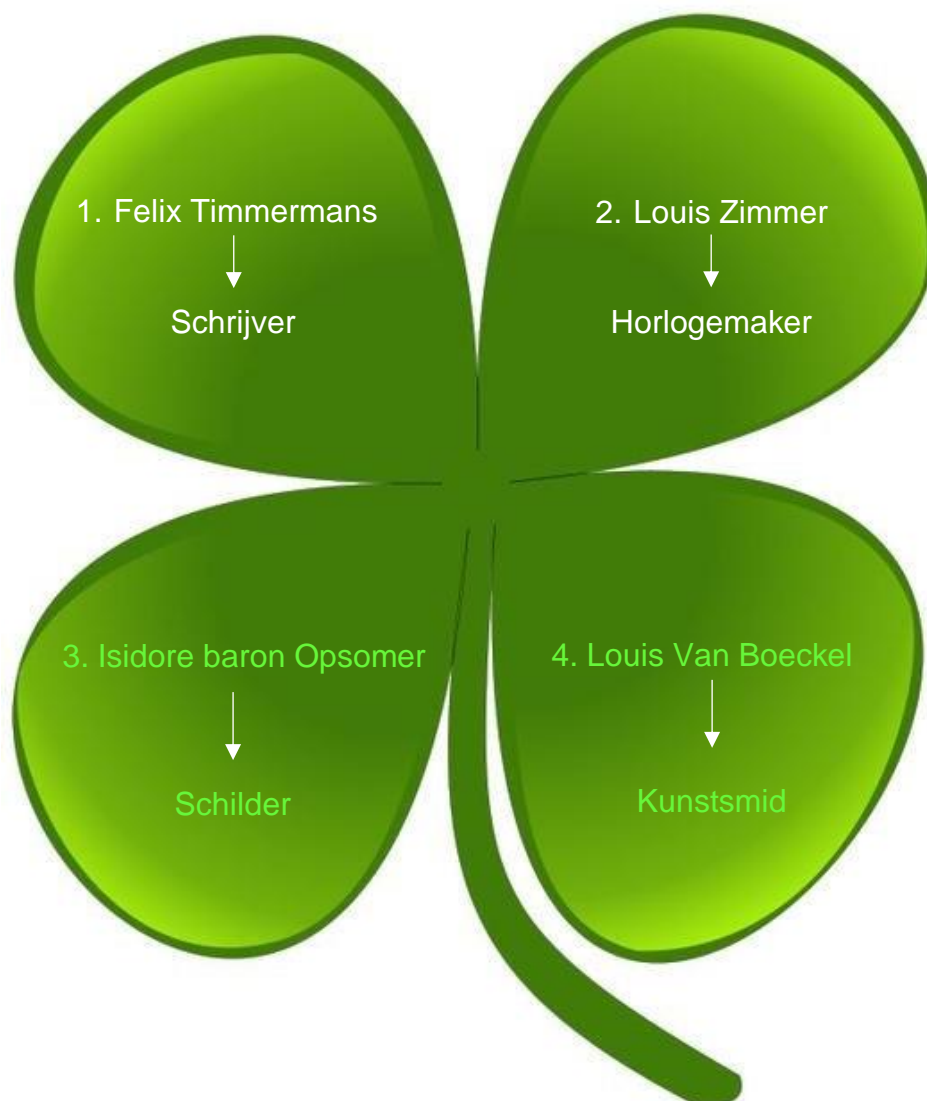 1. Felix Timmermans
Schrijver
2. Louis Zimmer
Horlogemaker
3. Isidore baron Opsomer
Schilder
4. Louis Van Boeckel
Kunstsmid